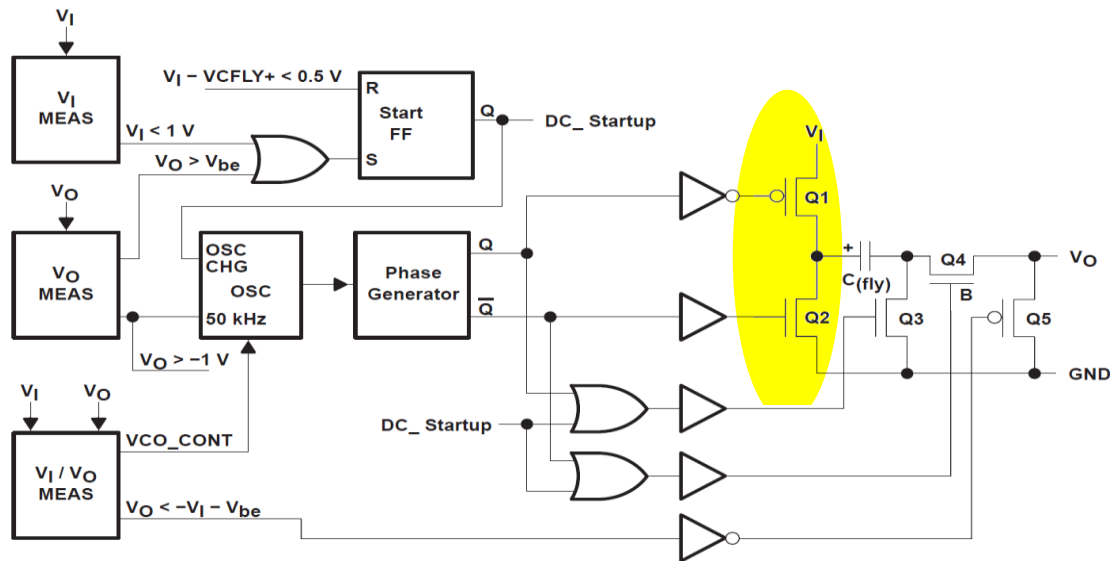 VI
VI
MEAS
VI < 1 V
VI – VCFLY+ < 0.5 V
R
Start
FF
S
Q
DC_ Startup
VO > Vbe
VO
VO
MEAS
VO > –1 V
OSC
CHG
OSC
50 kHz
Phase
Generator
Q
Q̅
VI
Q1
Q2
+
C(fly)
Q3
Q4
B
Q5
VO
GND
DC_ Startup
VI
VO
VI / VO
MEAS
VCO_CONT
VO < –VI – Vbe